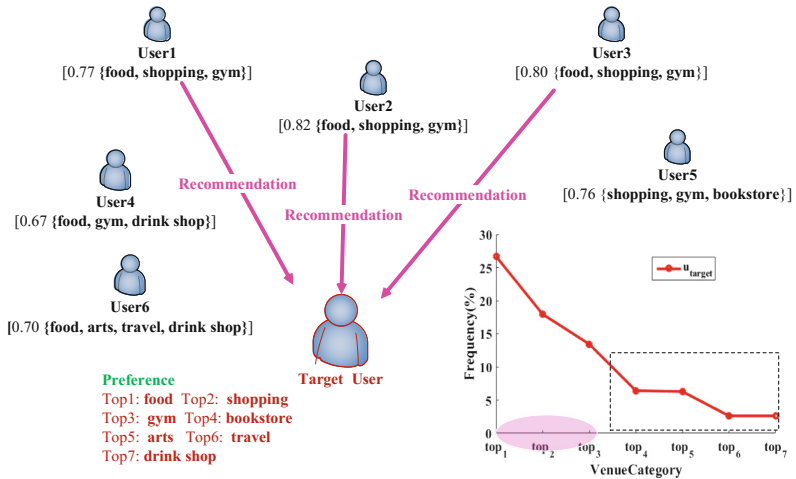 User1
[0.77 {food, shopping, gym}]
User2
[0.82 {food, shopping, gym}]
User3
[0.80 {food, shopping, gym}]
User4
[0.67 {food, gym, drink shop}]
User5
[0.76 {shopping, gym, bookstore}]
User6
[0.70 {food, arts, travel, drink shop}]
Recommendation
Recommendation
Recommendation
Target User
Preference
Top1: food Top2: shopping
Top3: gym Top4: bookstore
Top5: arts Top6: travel
Top7: drink shop
Frequency(%)
30
25
20
15
10
5
0
u_target
top_1 top_2 top_3 top_4 top_5 top_6 top_7
VenueCategory